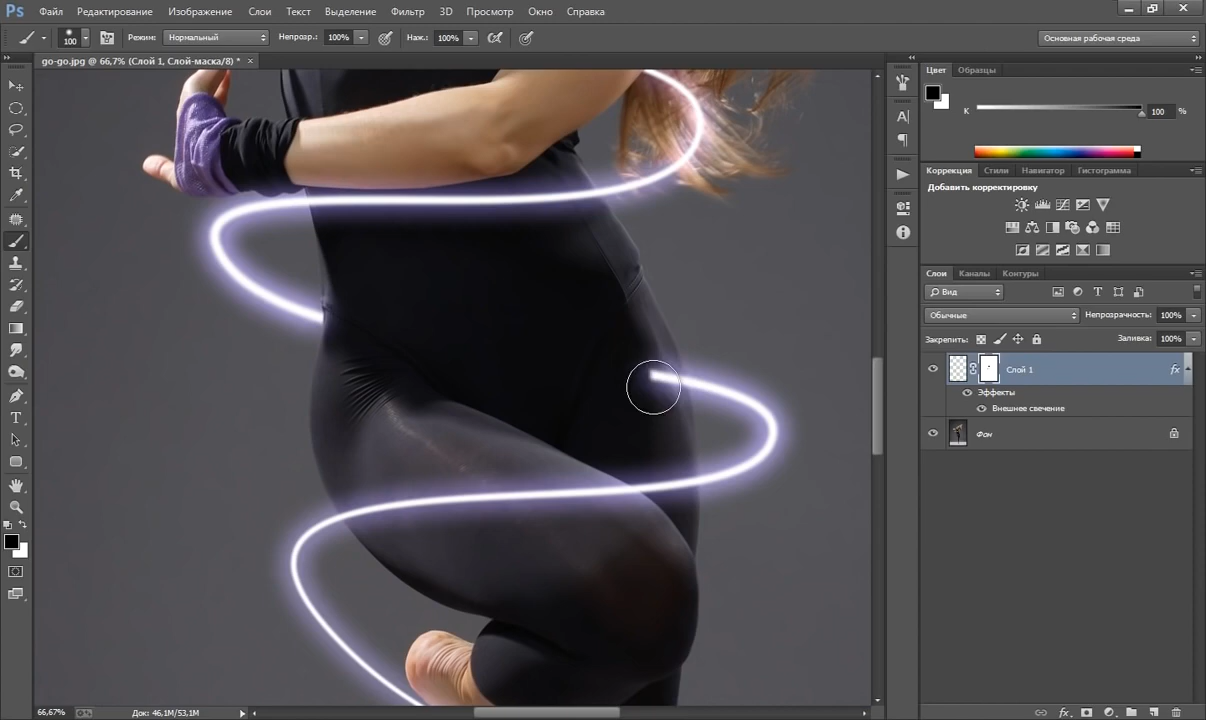 Ps Файл Редактирование Изображение Слои Текст Выделение Фильтр 3D Просмотр Окно Справка
100 Режим: Нормальный Непрозр.: 100% Наж.: 100% Основная рабочая среда
go-go.jpg @ 66,7% (Слой 1, Слой-маска/8) * ×
Цвет Образцы
K 100 %
Коррекция Стили Навигатор Гистограмма
Добавить корректировку
Слои Каналы Контуры
Вид
Обычные Непрозрачность: 100%
Закрепить: Заливка: 100%
Слой 1 fx
Эффекты
Внешнее свечение
Фон
66,67% Док: 46,1M/53,1M